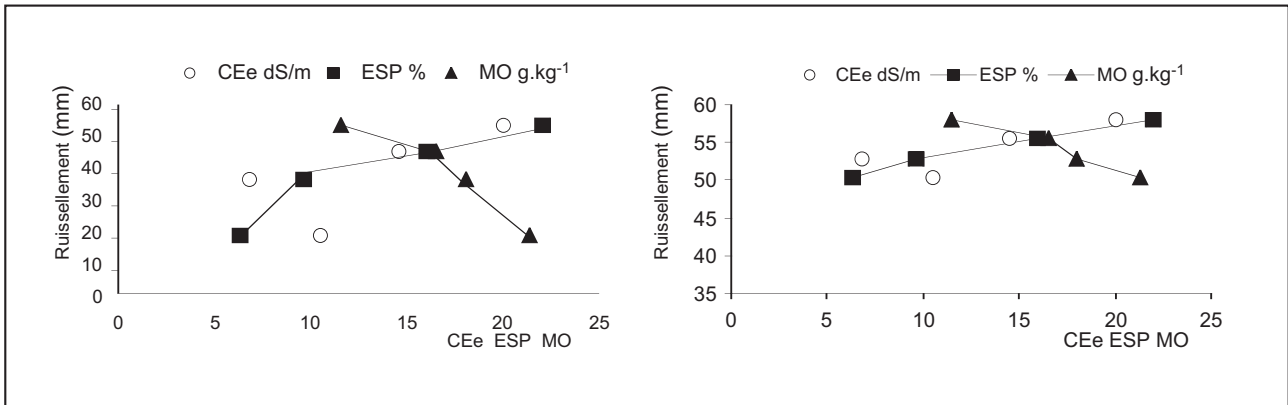 CEe dS/m ESP % MO g.kg-1
Ruissellement (mm)
60
50
40
30
20
10
0
0 5 10 15 20 25
CEe ESP MO
CEe dS/m ESP % MO g.kg-1
Ruissellement (mm)
60
55
50
45
40
35
0 5 10 15 20 25
CEe ESP MO